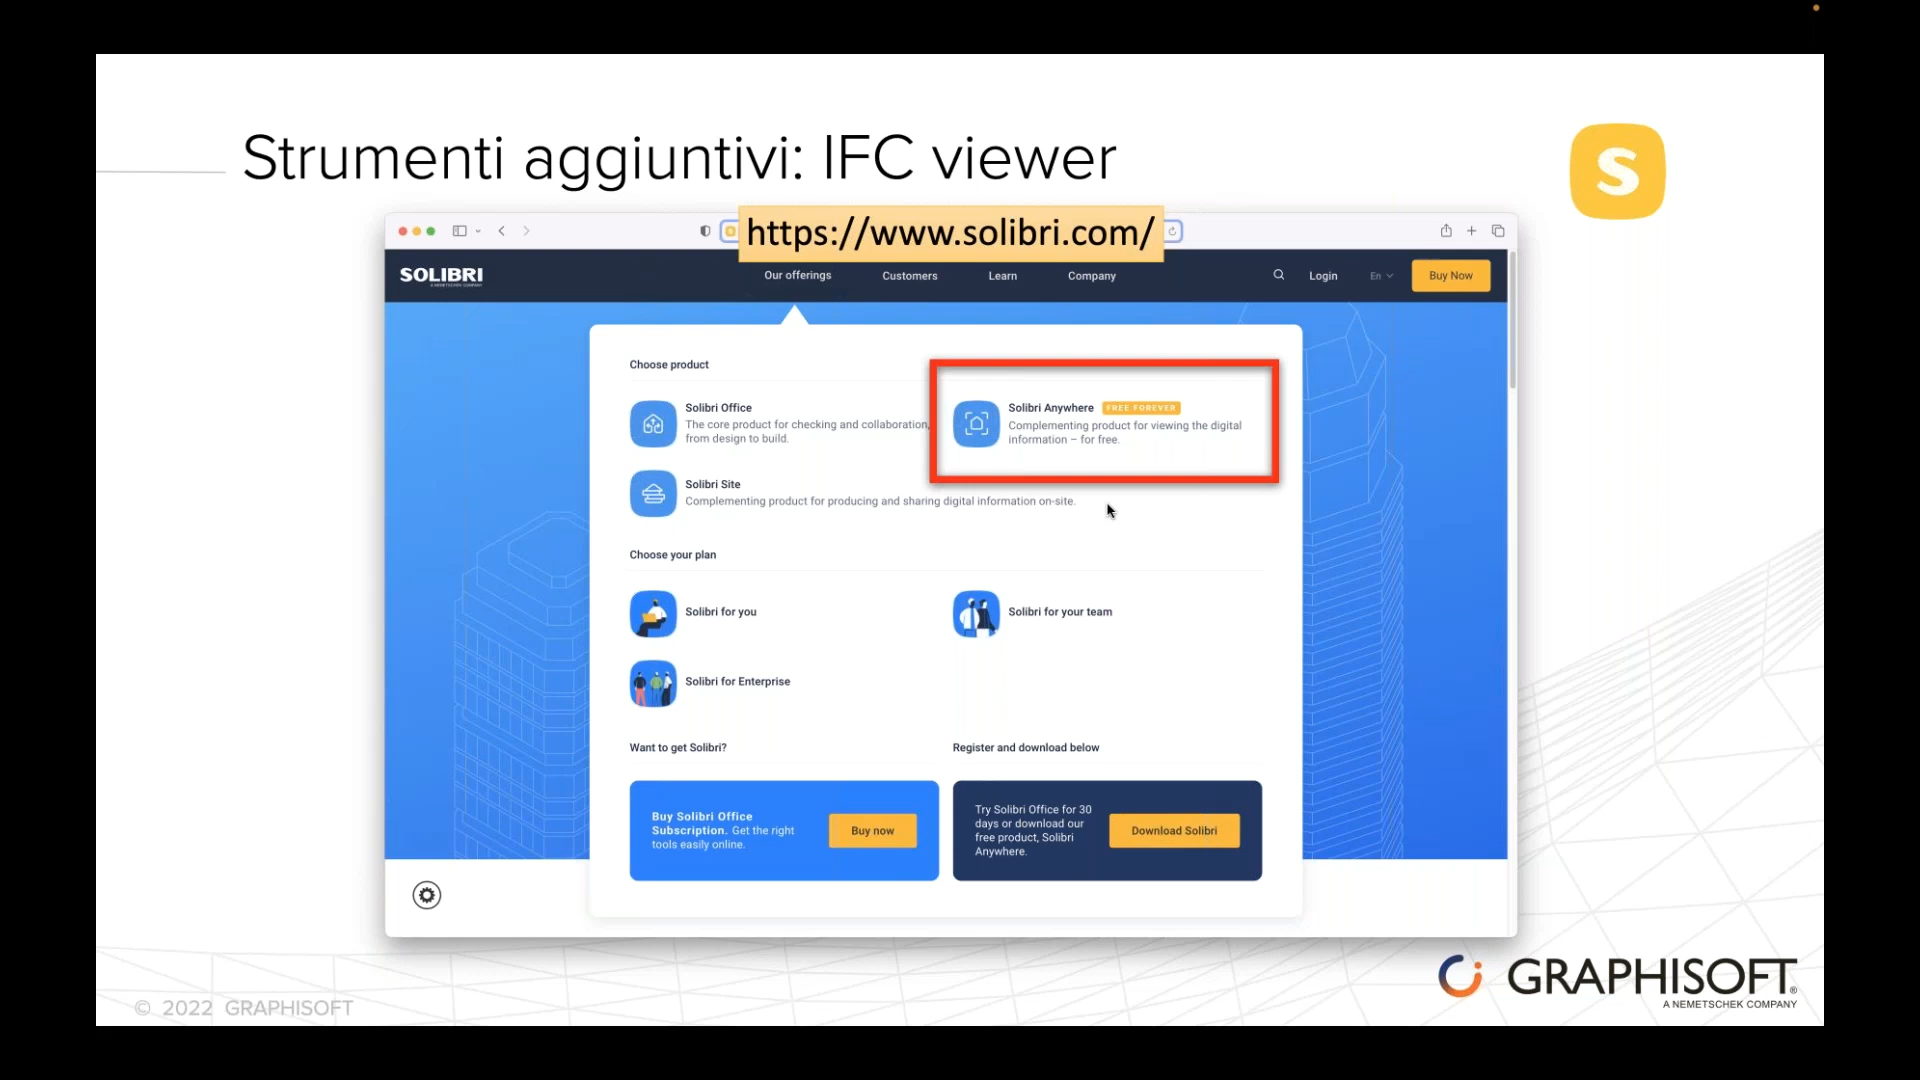 Strumenti aggiuntivi: IFC viewer
S
https://www.solibri.com/
SOLIBRI
A NEMETSCHEK COMPANY
Our offerings
Customers
Learn
Company
Login
En
Buy Now
Choose product
Solibri Office
The core product for checking and collaboration,
from design to build.
Solibri Anywhere FREE FOREVER
Complementing product for viewing the digital
information – for free.
Solibri Site
Complementing product for producing and sharing digital information on-site.
Choose your plan
Solibri for you
Solibri for your team
Solibri for Enterprise
Want to get Solibri?
Register and download below
Buy Solibri Office
Subscription. Get the right
tools easily online.
Buy now
Try Solibri Office for 30
days or download our
free product, Solibri
Anywhere.
Download Solibri
© 2022 GRAPHISOFT
GRAPHISOFT®
A NEMETSCHEK COMPANY